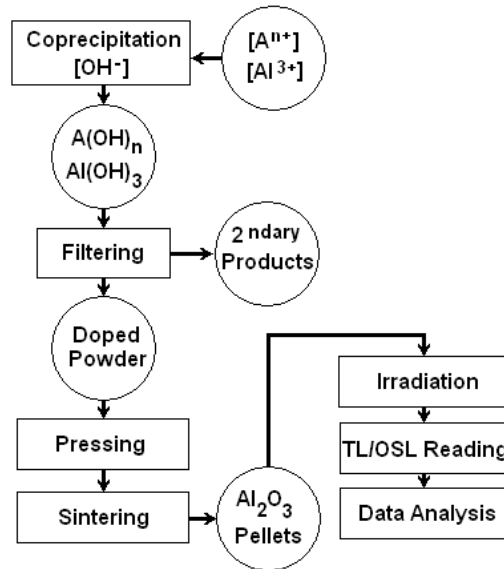 Coprecipitation
[OH⁻]
[Aⁿ⁺]
[Al³⁺]
A(OH)ₙ
Al(OH)₃
Filtering
2ndary
Products
Doped
Powder
Pressing
Sintering
Al₂O₃
Pellets
Irradiation
TL/OSL Reading
Data Analysis